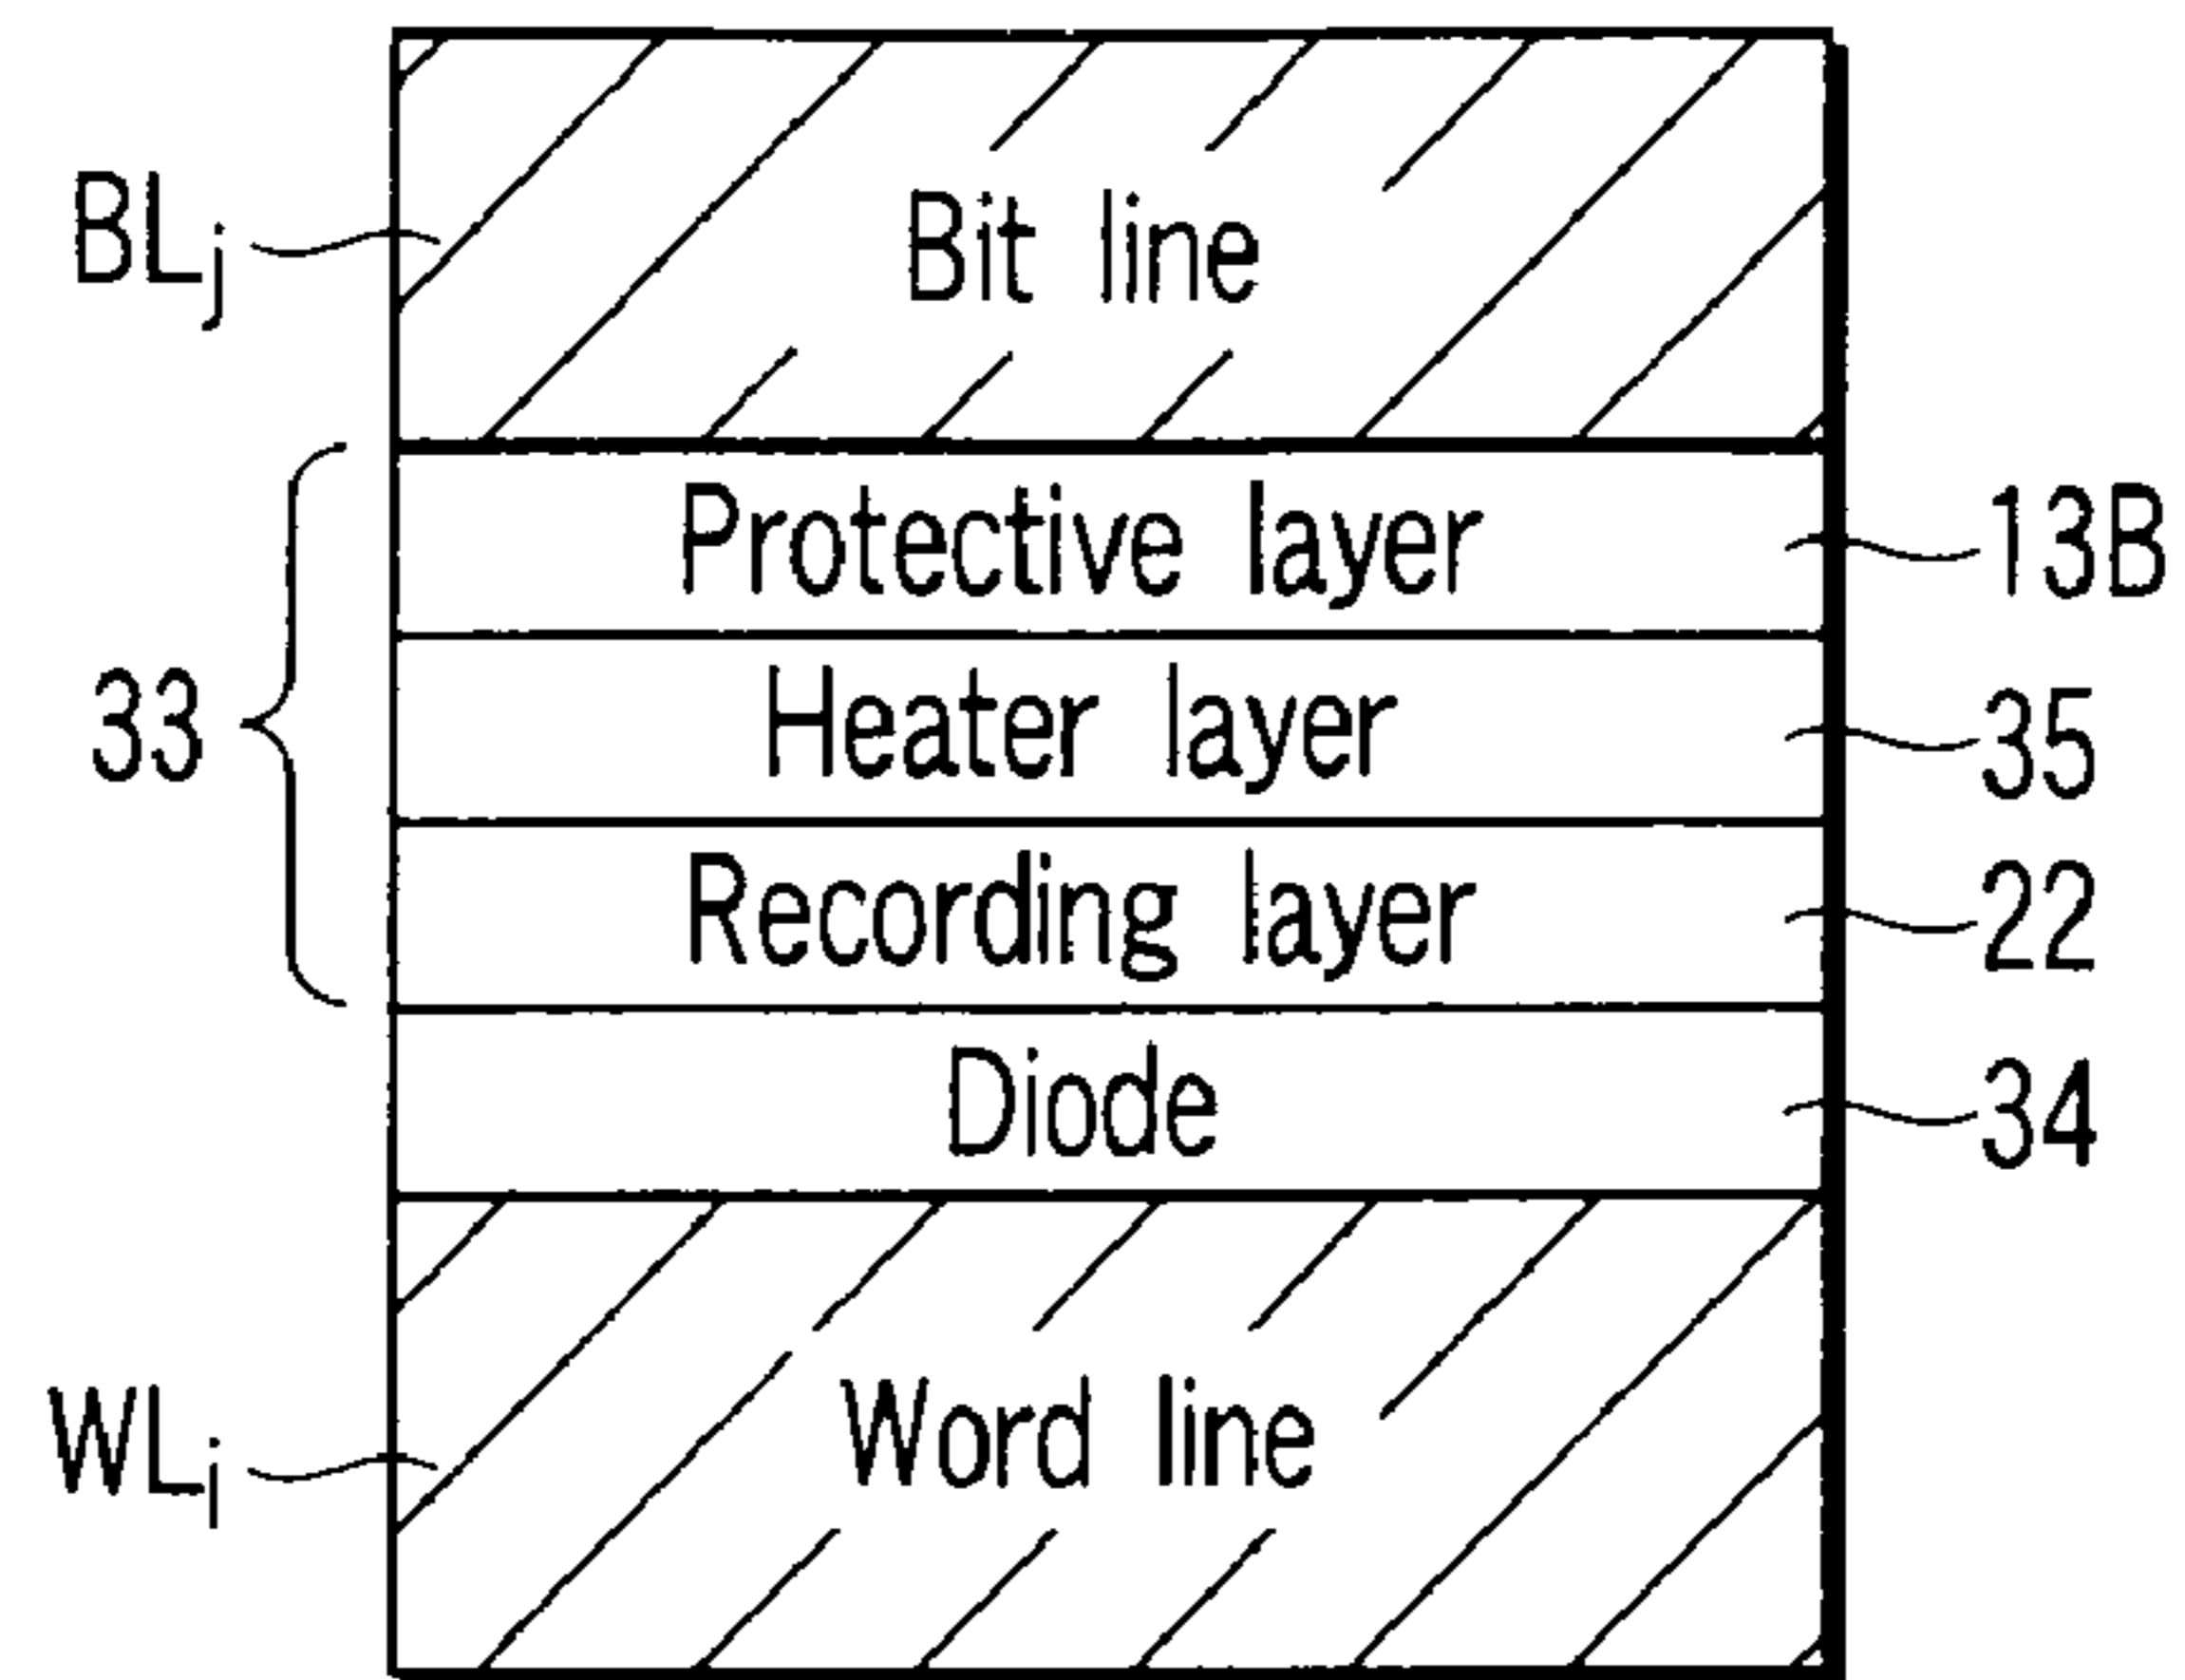 BLj
Bit line
Protective layer
13B
Heater layer
35
33
Recording layer
22
Diode
34
WLi
Word line